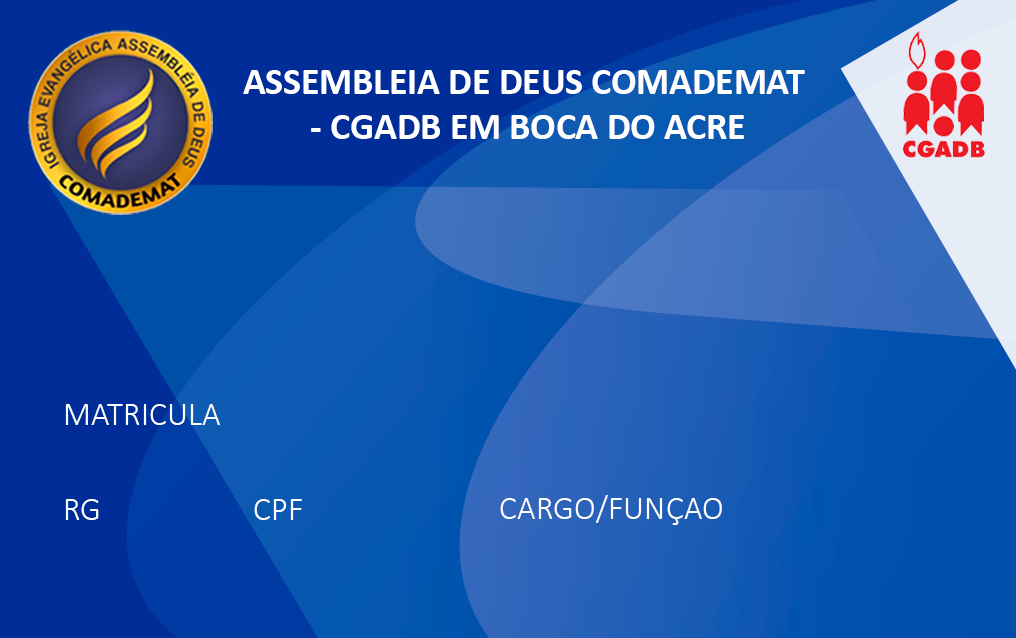 IGREJA EVANGÉLICA ASSEMBLÉIA DE DEUS
COMADEMAT
ASSEMBLEIA DE DEUS COMADEMAT
- CGADB EM BOCA DO ACRE
CGADB
MATRICULA
RG CPF CARGO/FUNÇAO